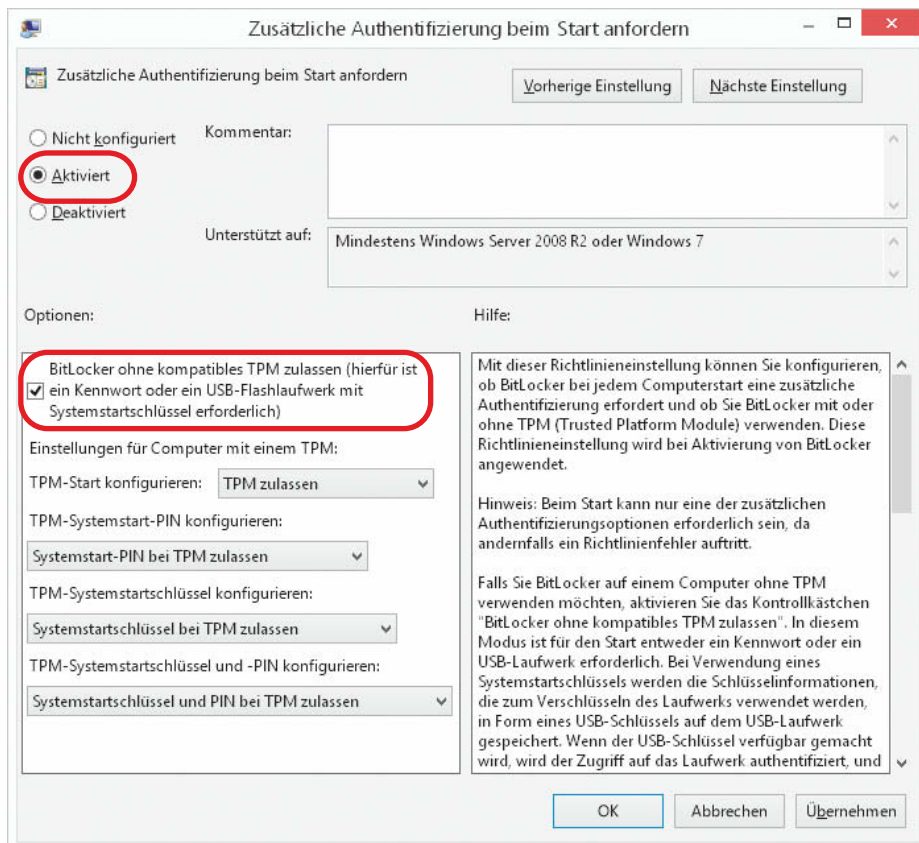 Zusätzliche Authentifizierung beim Start anfordern
Zusätzliche Authentifizierung beim Start anfordern
Vorherige Einstellung
Nächste Einstellung
Nicht konfiguriert
Kommentar:
Aktiviert
Deaktiviert
Unterstützt auf:
Mindestens Windows Server 2008 R2 oder Windows 7
Optionen:
Hilfe:
BitLocker ohne kompatibles TPM zulassen (hierfür ist
ein Kennwort oder ein USB-Flashlaufwerk mit
Systemstartschlüssel erforderlich)
Einstellungen für Computer mit einem TPM:
TPM-Start konfigurieren:
TPM zulassen
TPM-Systemstart-PIN konfigurieren:
Systemstart-PIN bei TPM zulassen
TPM-Systemstartschlüssel konfigurieren:
Systemstartschlüssel bei TPM zulassen
TPM-Systemstartschlüssel und -PIN konfigurieren:
Systemstartschlüssel und PIN bei TPM zulassen
Mit dieser Richtlinieneinstellung können Sie konfigurieren,
ob BitLocker bei jedem Computerstart eine zusätzliche
Authentifizierung erfordert und ob Sie BitLocker mit oder
ohne TPM (Trusted Platform Module) verwenden. Diese
Richtlinieneinstellung wird bei Aktivierung von BitLocker
angewendet.
Hinweis: Beim Start kann nur eine der zusätzlichen
Authentifizierungsoptionen erforderlich sein, da
andernfalls ein Richtlinienfehler auftritt.
Falls Sie BitLocker auf einem Computer ohne TPM
verwenden möchten, aktivieren Sie das Kontrollkästchen
"BitLocker ohne kompatibles TPM zulassen". In diesem
Modus ist für den Start entweder ein Kennwort oder ein
USB-Laufwerk erforderlich. Bei Verwendung eines
Systemstartschlüssels werden die Schlüsselinformationen,
die zum Verschlüsseln des Laufwerks verwendet werden,
in Form eines USB-Schlüssels auf dem USB-Laufwerk
gespeichert. Wenn der USB-Schlüssel verfügbar gemacht
wird, wird der Zugriff auf das Laufwerk authentifiziert, und
OK
Abbrechen
Übernehmen